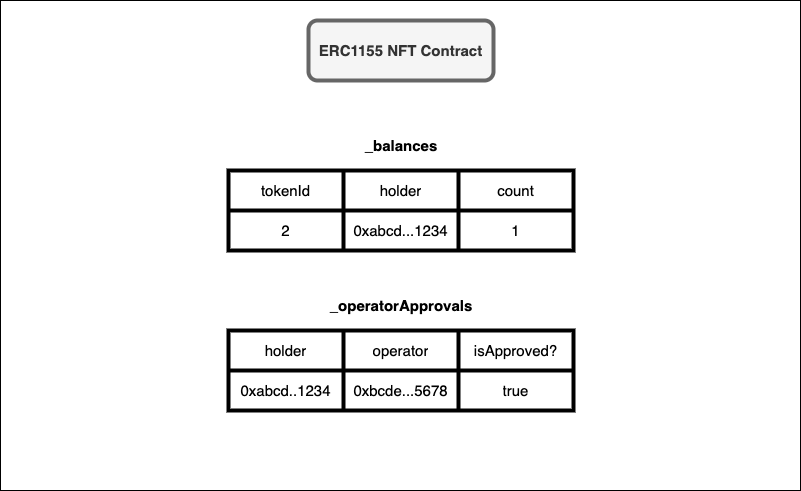 ERC1155 NFT Contract
_balances
tokenId holder count
2 0xabcd...1234 1
_operatorApprovals
holder operator isApproved?
0xabcd..1234 0xbcde...5678 true